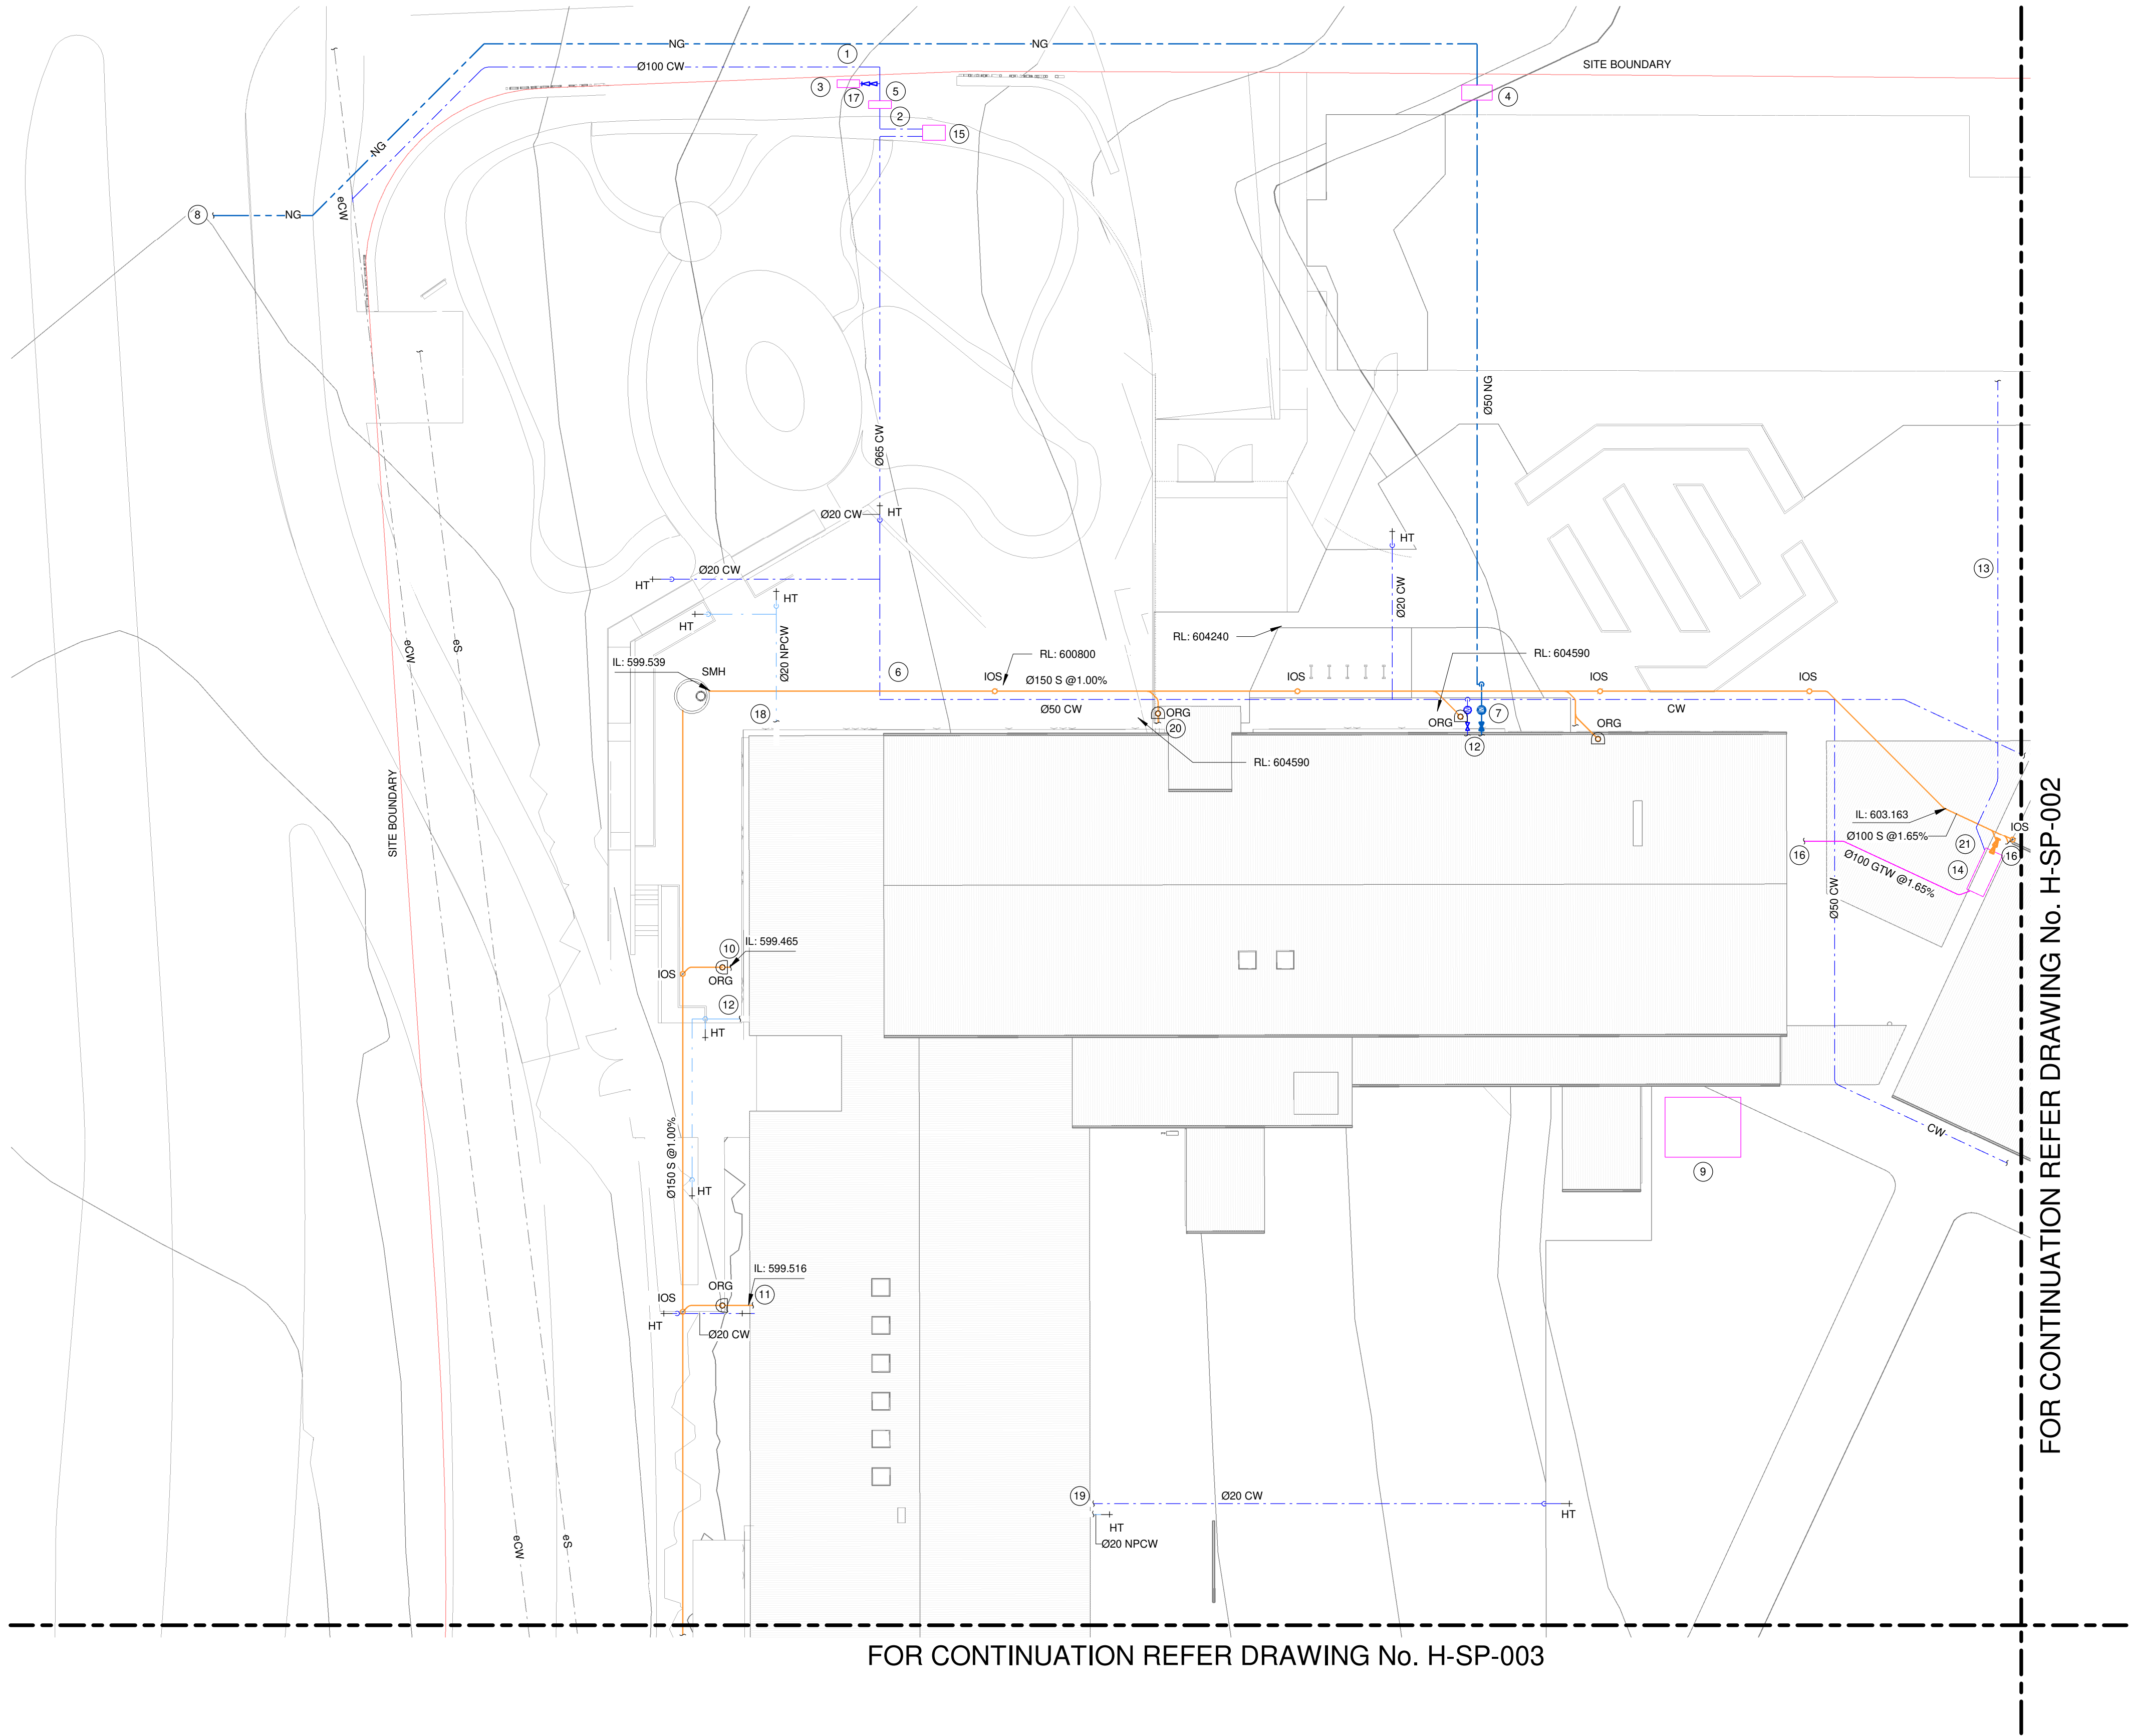 NG
NG
1
Ø100 CW
SITE BOUNDARY
3
17
5
4
2
15
NG
eCW
8
NG
Ø50 NG
Ø65 CW
Ø20 CW
HT
HT
13
Ø20 CW
HT
Ø20 CW
HT
HT
RL: 604240
Ø20 NPCW
eCW
eS
IL: 599.539
SMH
6
RL: 600800
RL: 604590
IOS
Ø150 S @1.00%
IOS
IOS
IOS
18
Ø50 CW
ORG
20
ORG
7
12
ORG
CW
RL: 604590
SITE BOUNDARY
IL: 603.163
Ø100 S @1.65%
IOS
21
16
16
14
Ø100 GTW @1.65%
Ø50 CW
10
IL: 599.465
IOS
ORG
12
HT
Ø150 S @1.00%
HT
CW
9
IL: 599.516
ORG
11
IOS
HT
Ø20 CW
19
Ø20 CW
HT
HT
Ø20 NPCW
eCW
eS
FOR CONTINUATION REFER DRAWING No. H-SP-002
FOR CONTINUATION REFER DRAWING No. H-SP-003